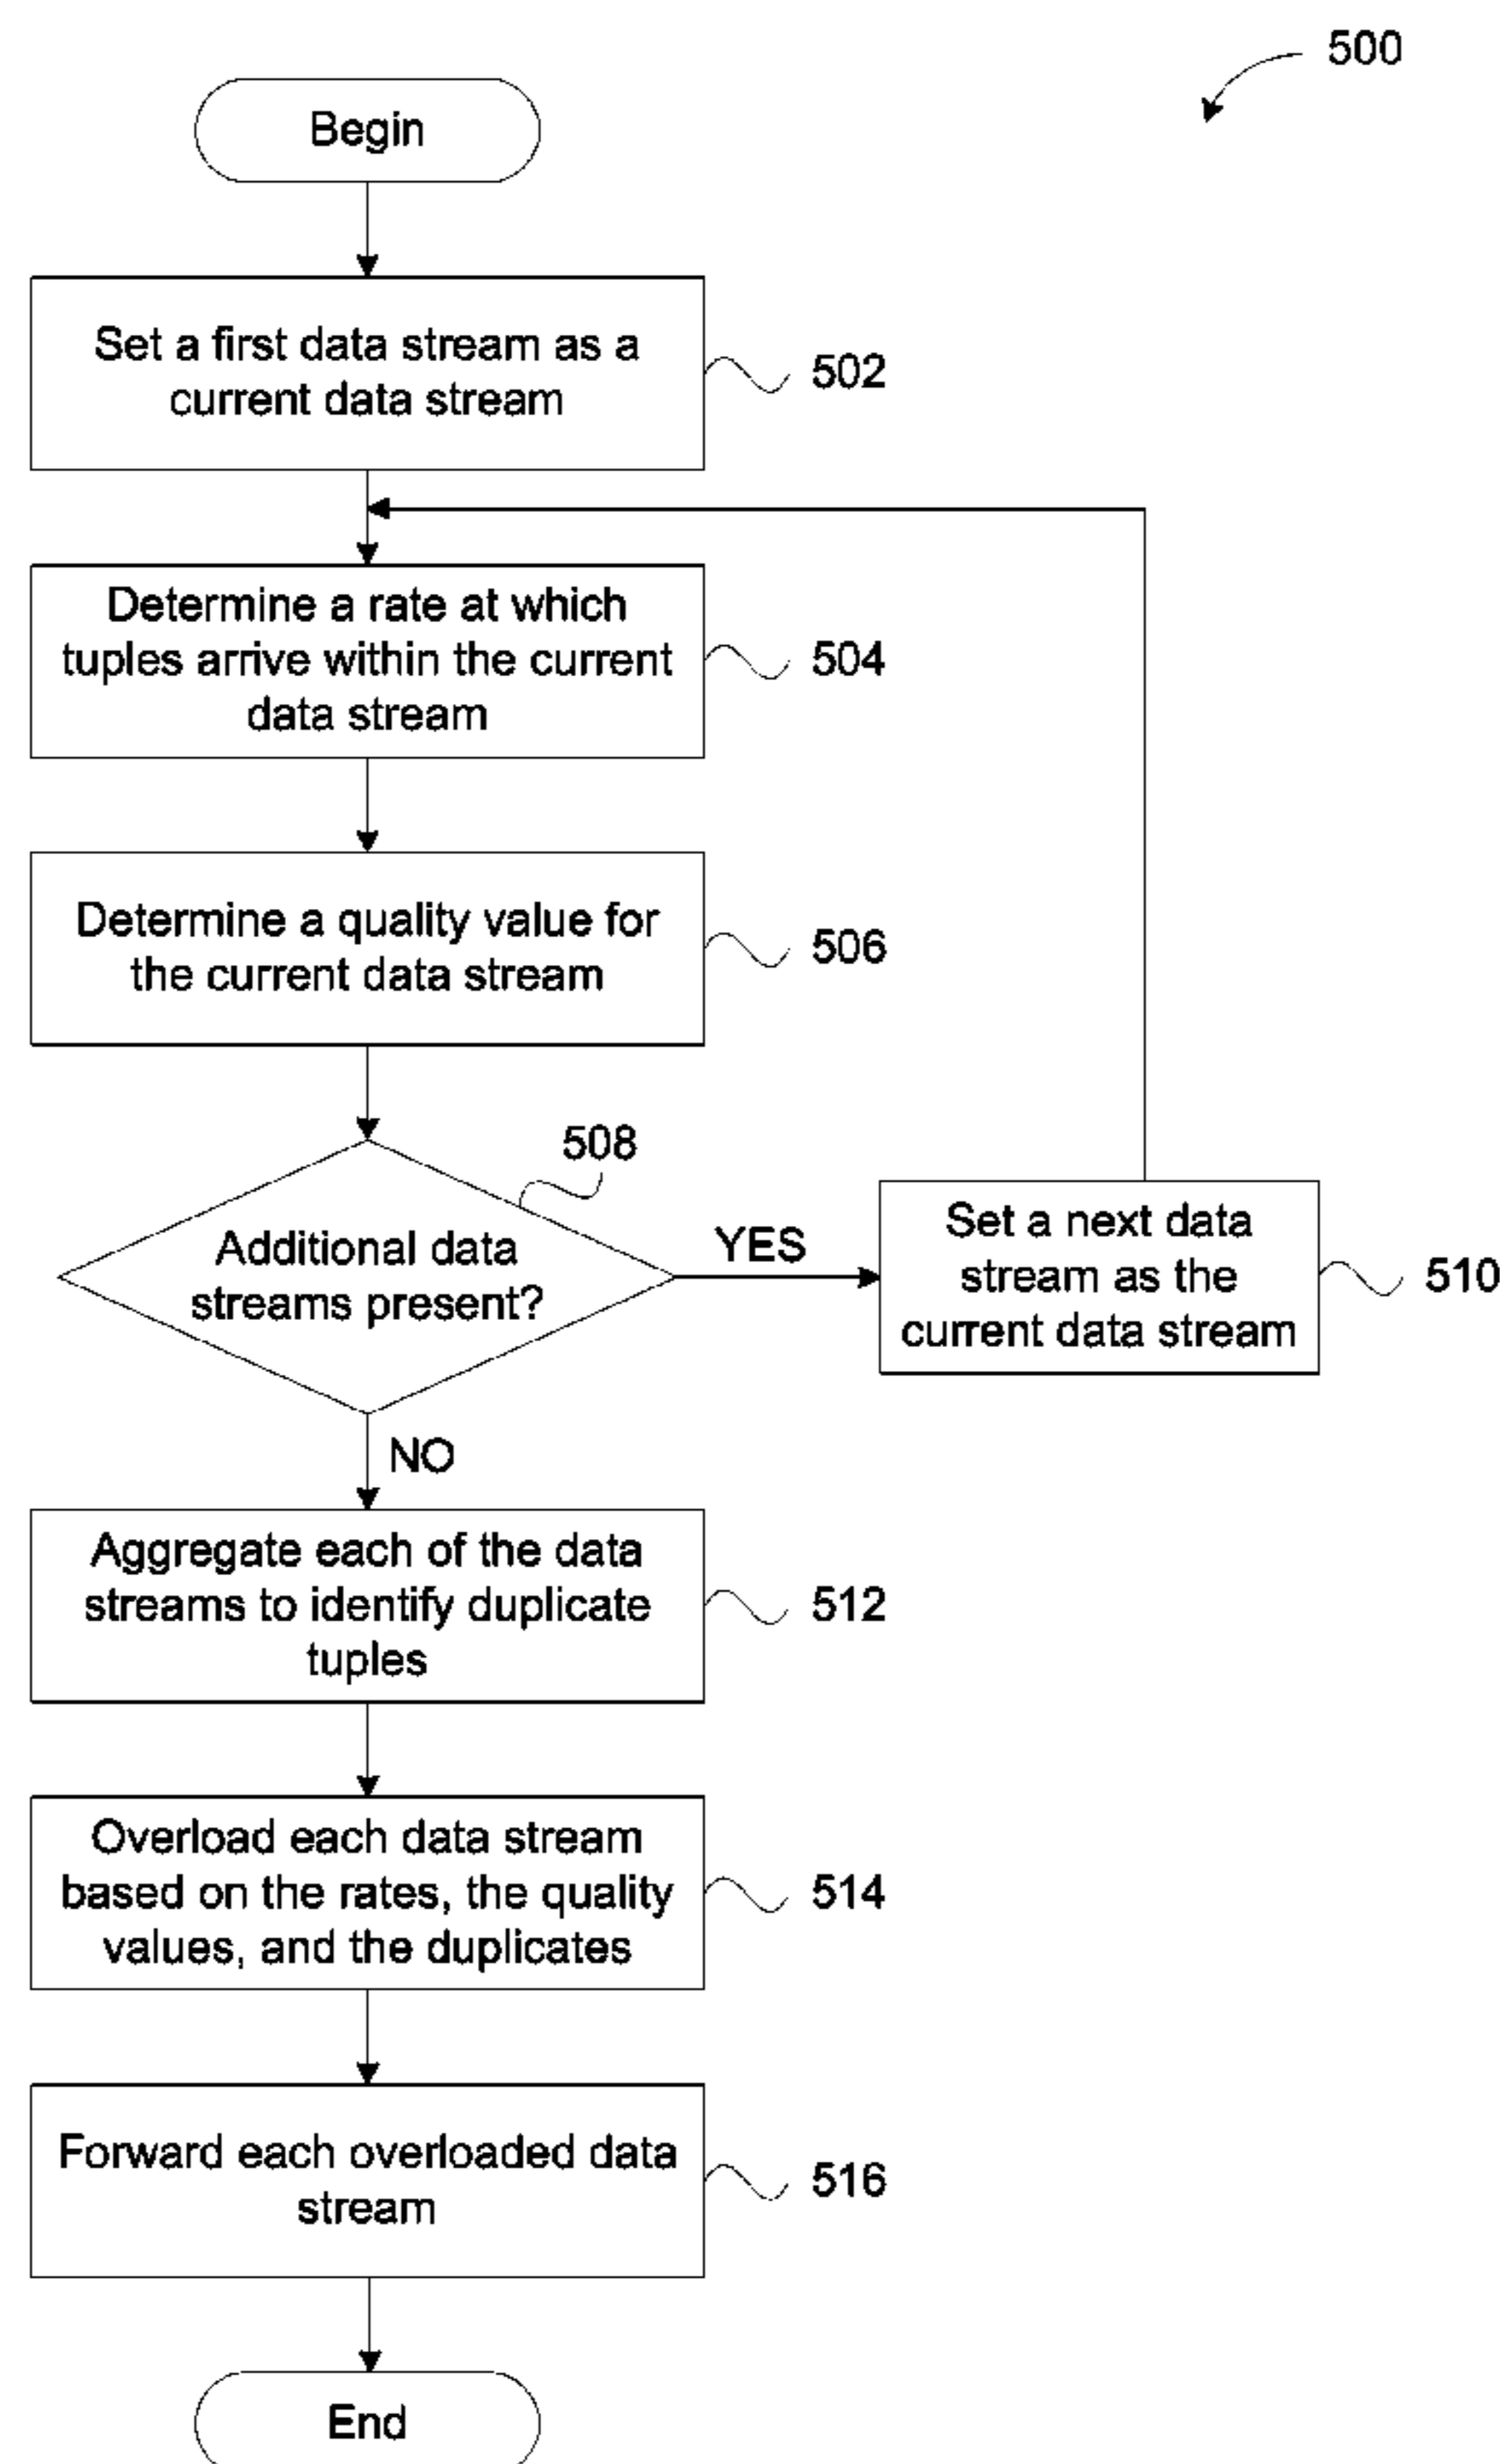 500
Begin
Set a first data stream as a
current data stream
502
Determine a rate at which
tuples arrive within the current
data stream
504
Determine a quality value for
the current data stream
506
508
Additional data
streams present?
YES
Set a next data
stream as the
current data stream
510
NO
Aggregate each of the data
streams to identify duplicate
tuples
512
Overload each data stream
based on the rates, the quality
values, and the duplicates
514
Forward each overloaded data
stream
516
End